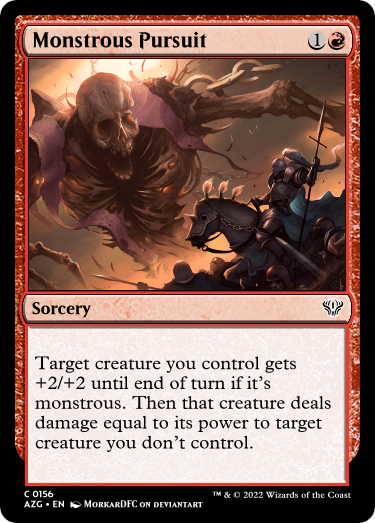 Monstrous Pursuit 1
Sorcery
Target creature you control gets
+2/+2 until end of turn if it's
monstrous. Then that creature deals
damage equal to its power to target
creature you don't control.
C 0156
AZG • EN MorkarDFC on deviantart
™ & © 2022 Wizards of the Coast